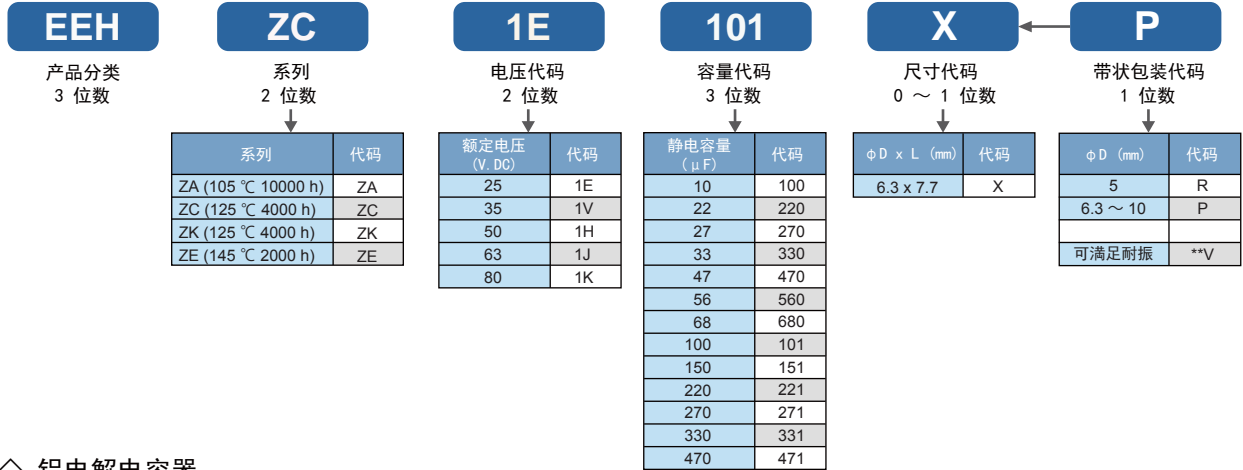 EEH ZC 1E 101 X P
产品分类 系列 电压代码 容量代码 尺寸代码 带状包装代码
3 位数 2 位数 2 位数 3 位数 0 ～ 1 位数 1 位数
系列 代码
ZA (105 ℃ 10000 h) ZA
ZC (125 ℃ 4000 h) ZC
ZK (125 ℃ 4000 h) ZK
ZE (145 ℃ 2000 h) ZE
额定电压 代码
(V.DC)
25 1E
35 1V
50 1H
63 1J
80 1K
静电容量 代码
(μF)
10 100
22 220
27 270
33 330
47 470
56 560
68 680
100 101
150 151
220 221
270 271
330 331
470 471
φD x L (mm) 代码
6.3 x 7.7 X
φD (mm) 代码
5 R
6.3 ～ 10 P
可满足耐振 **V
◇ 铝电解电容器